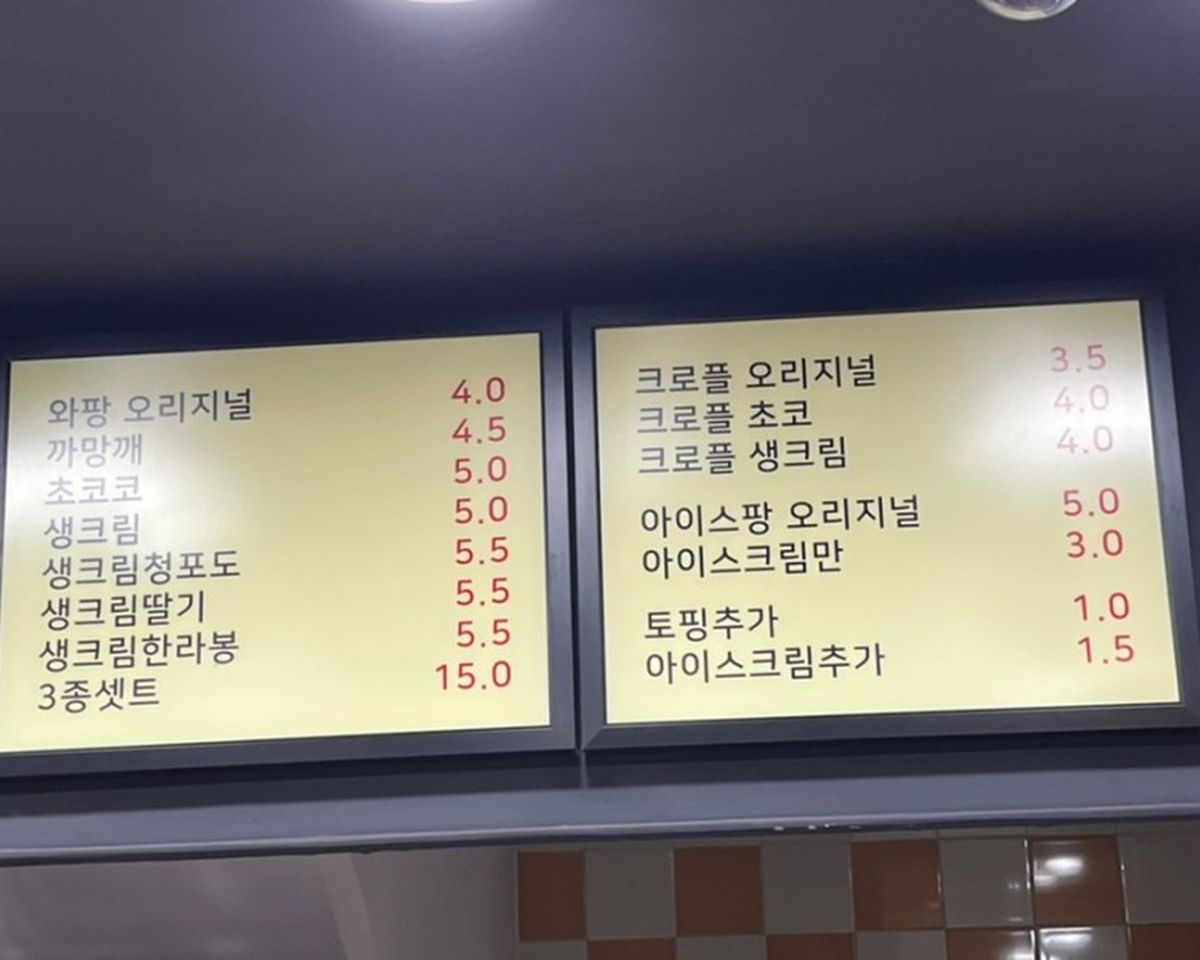 와팡 오리지널 4.0
까망깨 4.5
초코코 5.0
생크림 5.0
생크림청포도 5.5
생크림딸기 5.5
생크림한라봉 5.5
3종셋트 15.0
크로플 오리지널 3.5
크로플 초코 4.0
크로플 생크림 4.0
아이스팡 오리지널 5.0
아이스크림만 3.0
토핑추가 1.0
아이스크림추가 1.5